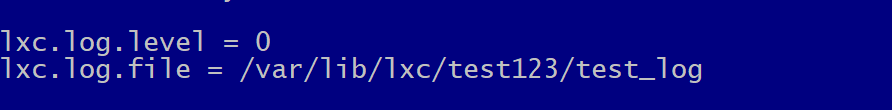 lxc.log.level = 0
lxc.log.file = /var/lib/lxc/test123/test_log